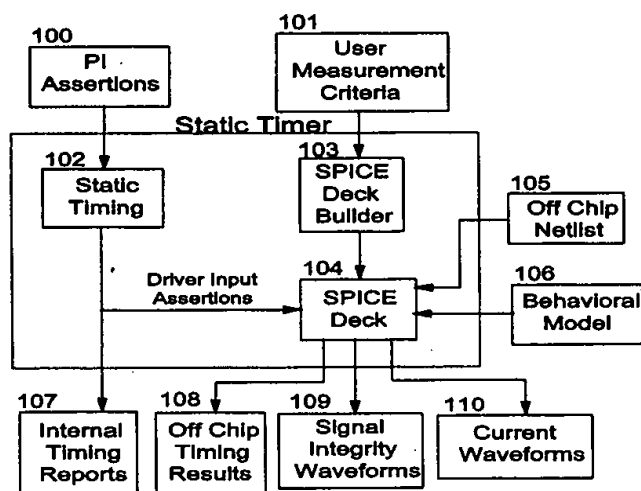 100
PI
Assertions
101
User
Measurement
Criteria
Static Timer
102
Static
Timing
103
SPICE
Deck
Builder
105
Off Chip
Netlist
Driver Input
Assertions
104
SPICE
Deck
106
Behavioral
Model
107
Internal
Timing
Reports
108
Off Chip
Timing
Results
109
Signal
Integrity
Waveforms
110
Current
Waveforms